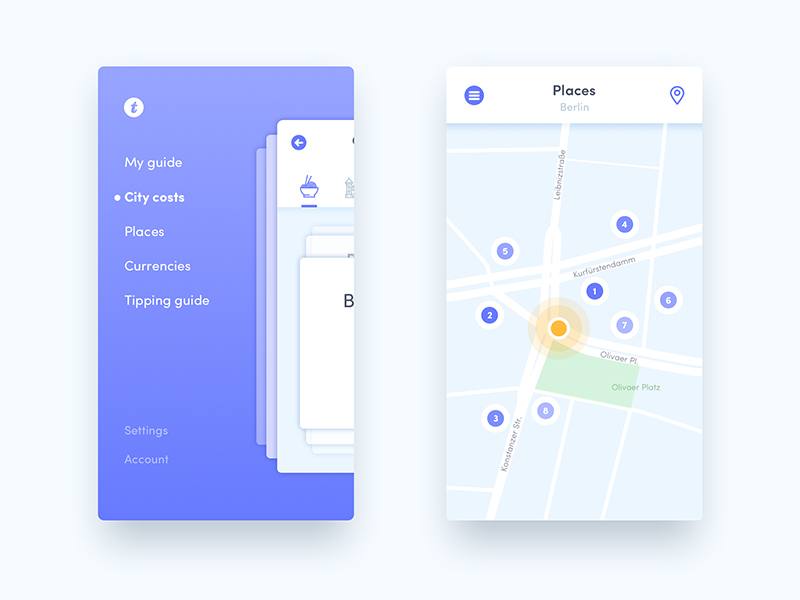 t
My guide
City costs
Places
Currencies
Tipping guide
Settings
Account
B
Places
Berlin
Leibnizstraße
4
5
Kurfürstendamm
1
6
2
7
Olivaer Pl.
Olivaer Platz
8
3
Konstanzer Str.